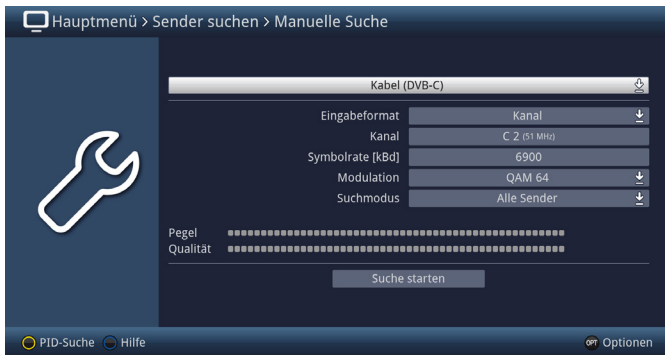 Hauptmenü > Sender suchen > Manuelle Suche
Kabel (DVB-C)
Eingabeformat Kanal
Kanal C 2 (51 MHz)
Symbolrate [kBd] 6900
Modulation QAM 64
Suchmodus Alle Sender
Pegel
Qualität
Suche starten
PID-Suche Hilfe OPT Optionen